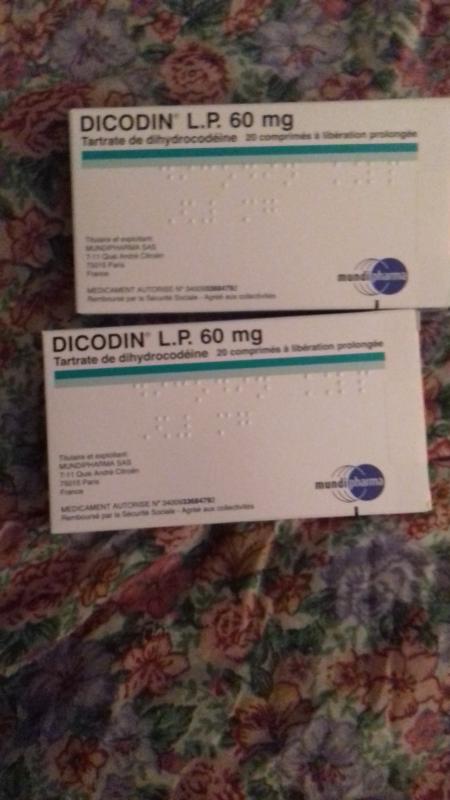 DICODIN® L.P. 60 mg
Tartrate de dihydrocodéine 20 comprimés à libération prolongée
Titulaire et exploitant:
MUNDIPHARMA SAS
7-11 Quai André Citroën
75015 Paris
France
mundipharma
MEDICAMENT AUTORISE N° 3400933684792
Remboursé par la Sécurité Sociale - Agréé aux collectivités
DICODIN® L.P. 60 mg
Tartrate de dihydrocodéine 20 comprimés à libération prolongée
Titulaire et exploitant:
MUNDIPHARMA SAS
7-11 Quai André Citroën
75015 Paris
France
mundipharma
MEDICAMENT AUTORISE N° 3400933684792
Remboursé par la Sécurité Sociale - Agréé aux collectivités